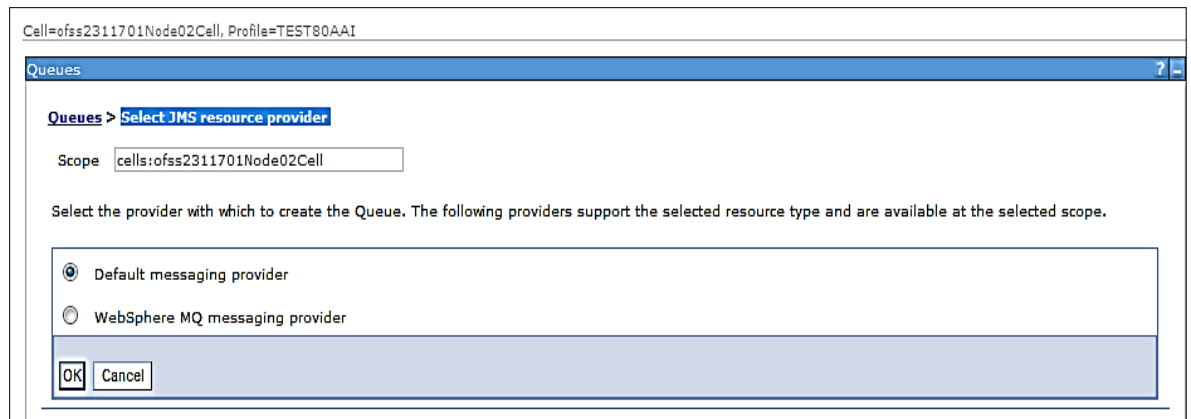 Cell=ofss2311701Node02Cell, Profile=TEST80AAI
Queues ? -
Queues > Select JMS resource provider
Scope cells:ofss2311701Node02Cell
Select the provider with which to create the Queue. The following providers support the selected resource type and are available at the selected scope.
Default messaging provider
WebSphere MQ messaging provider
OK Cancel